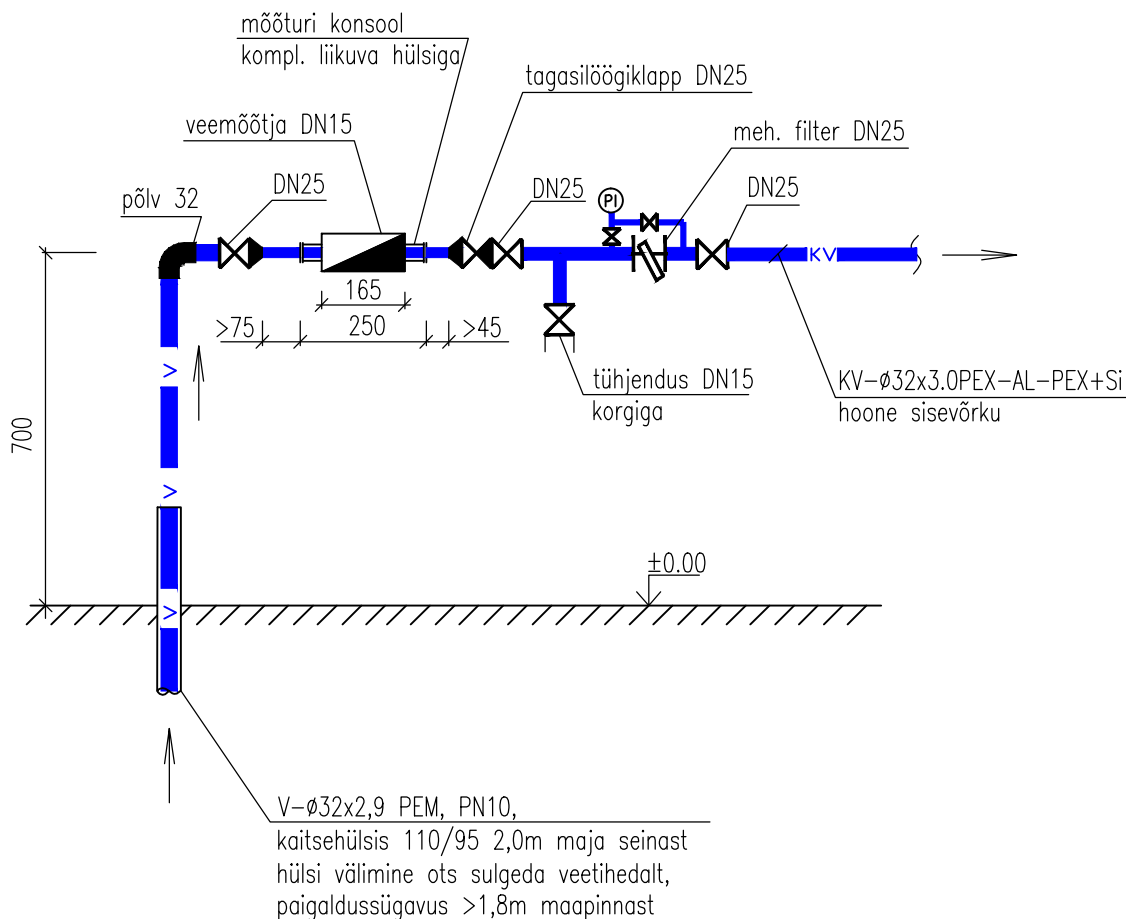 mõõturi konsool
kompl. liikuva hülsiga
tagasilöögiklapp DN25
veemõõtja DN15
meh. filter DN25
põlv 32
DN25
DN25
PI
DN25
KV
165
>75
250
>45
tühjendus DN15
korgiga
KV-ø32x3.0PEX-AL-PEX+Si
hoone sisevõrku
700
V
V
V
±0.00
V-ø32x2,9 PEM, PN10,
kaitsehülsis 110/95 2,0m maja seinast
hülsi välimine ots sulgeda veetihedalt,
paigaldussügavus >1,8m maapinnast